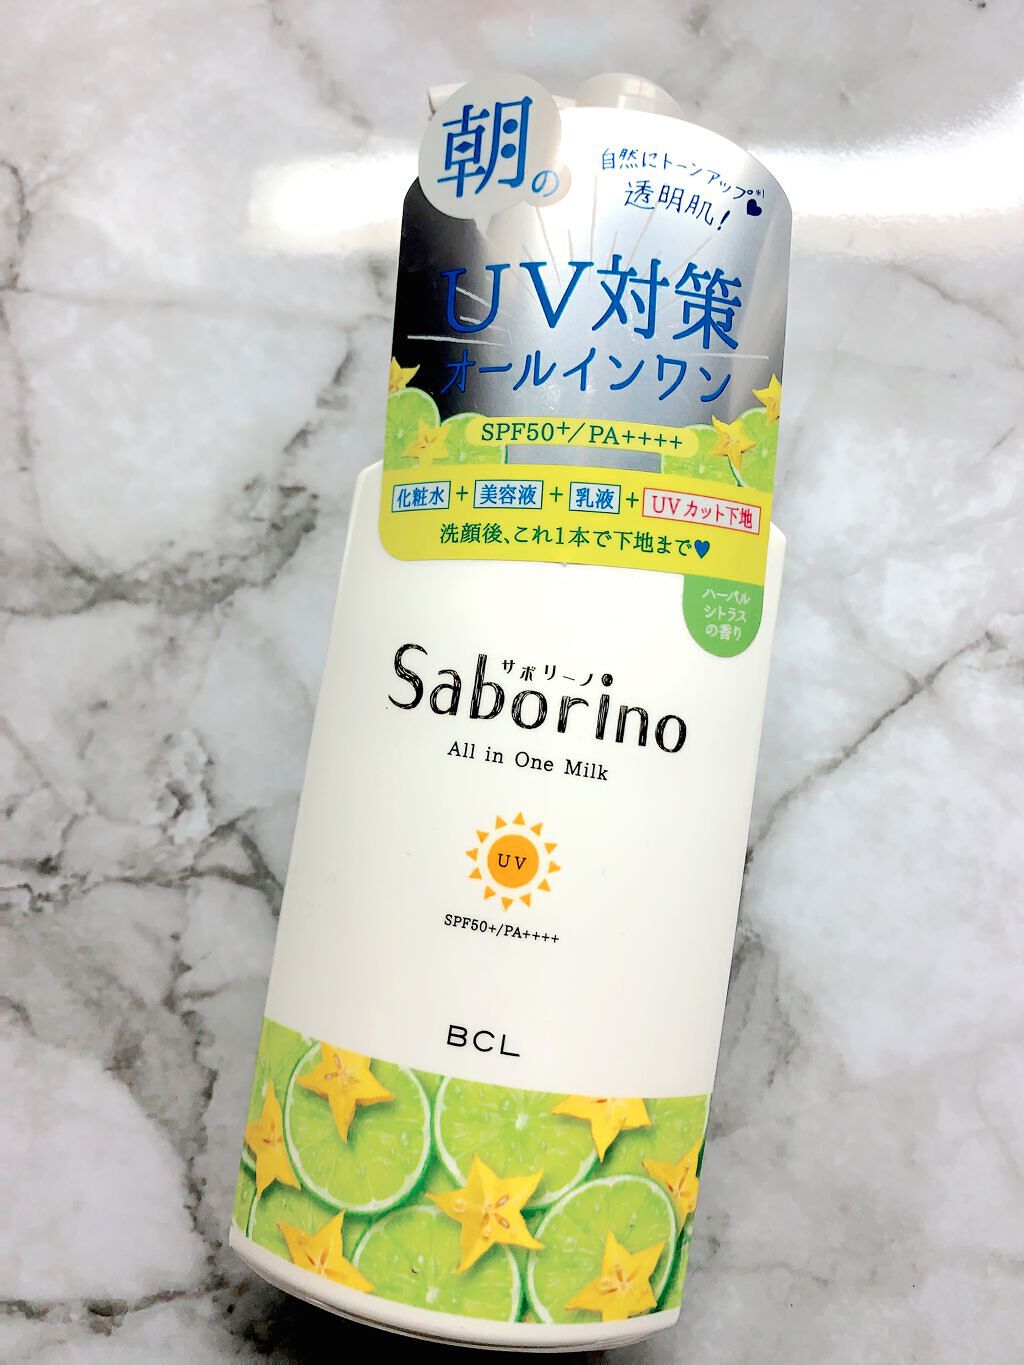 朝の
自然にトーンアップ*1
透明肌!
UV対策
オールインワン
SPF50+/PA++++
化粧水+美容液+乳液+UVカット下地
洗顔後、これ1本で下地まで♥
ハーバル
シトラス
の香り
サボリーノ
Saborino
All in One Milk
UV
SPF50+/PA++++
BCL